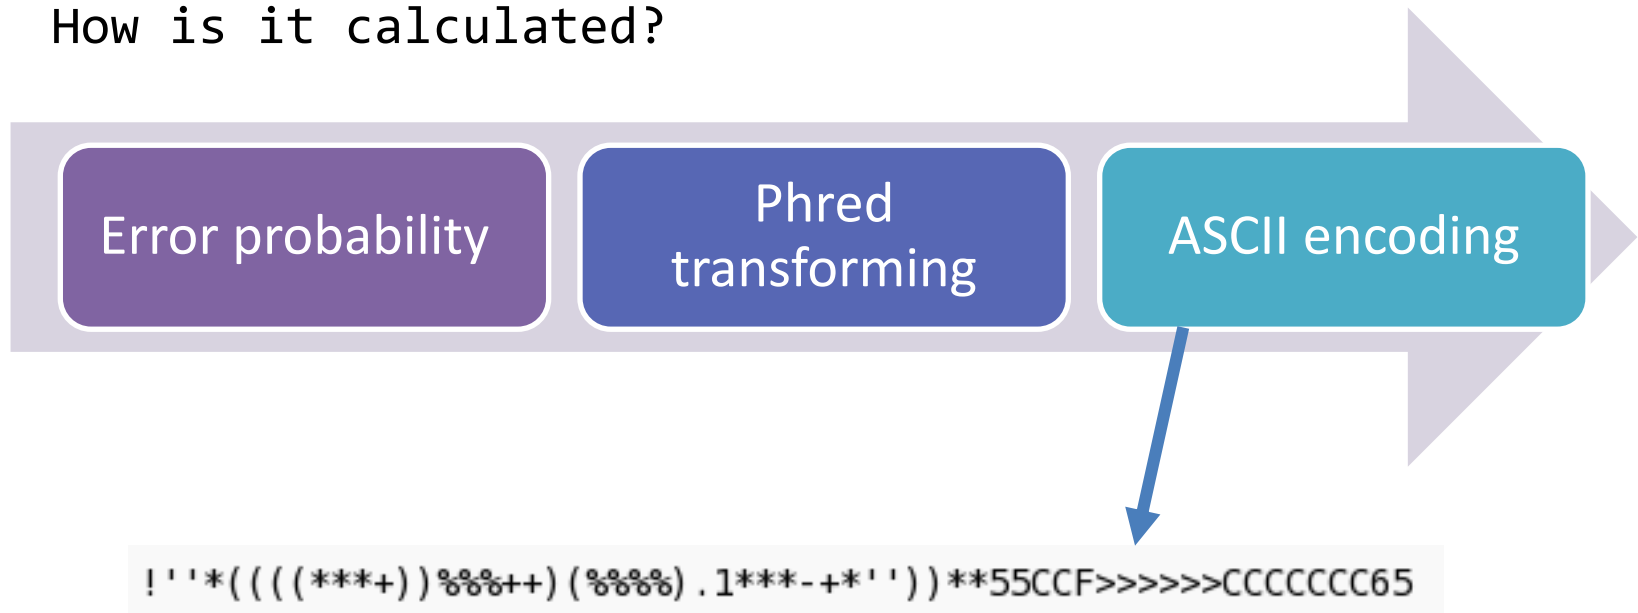 How is it calculated?
Error probability
Phred
transforming
ASCII encoding
!''*((((***+))%%%++)(%%%%).1***-+*''))**55CCF>>>>>>CCCCCCC65